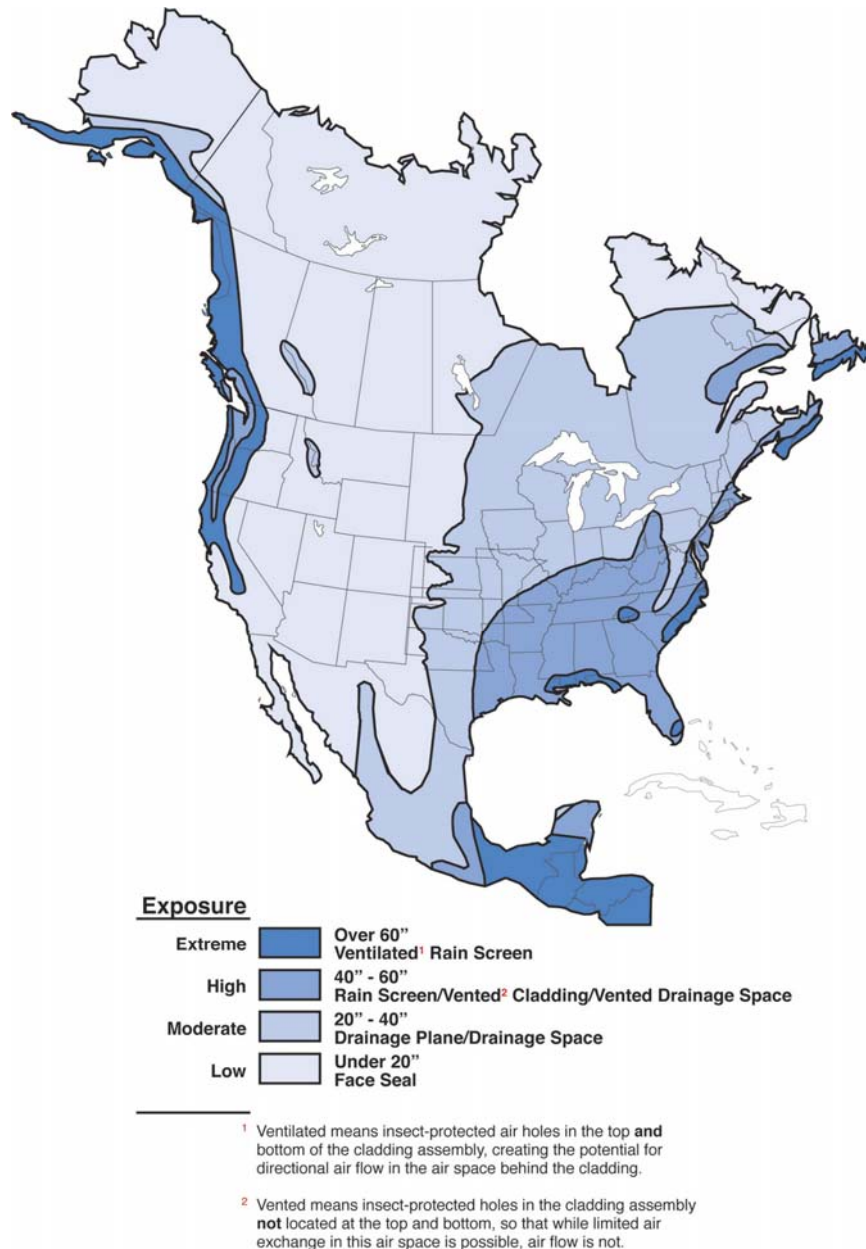 Exposure
Extreme
Over 60”
Ventilated¹ Rain Screen
High
40” - 60”
Rain Screen/Vented² Cladding/Vented Drainage Space
Moderate
20” - 40”
Drainage Plane/Drainage Space
Low
Under 20”
Face Seal
¹ Ventilated means insect-protected air holes in the top and
bottom of the cladding assembly, creating the potential for
directional air flow in the air space behind the cladding.
² Vented means insect-protected holes in the cladding assembly
not located at the top and bottom, so that while limited air
exchange in this air space is possible, air flow is not.